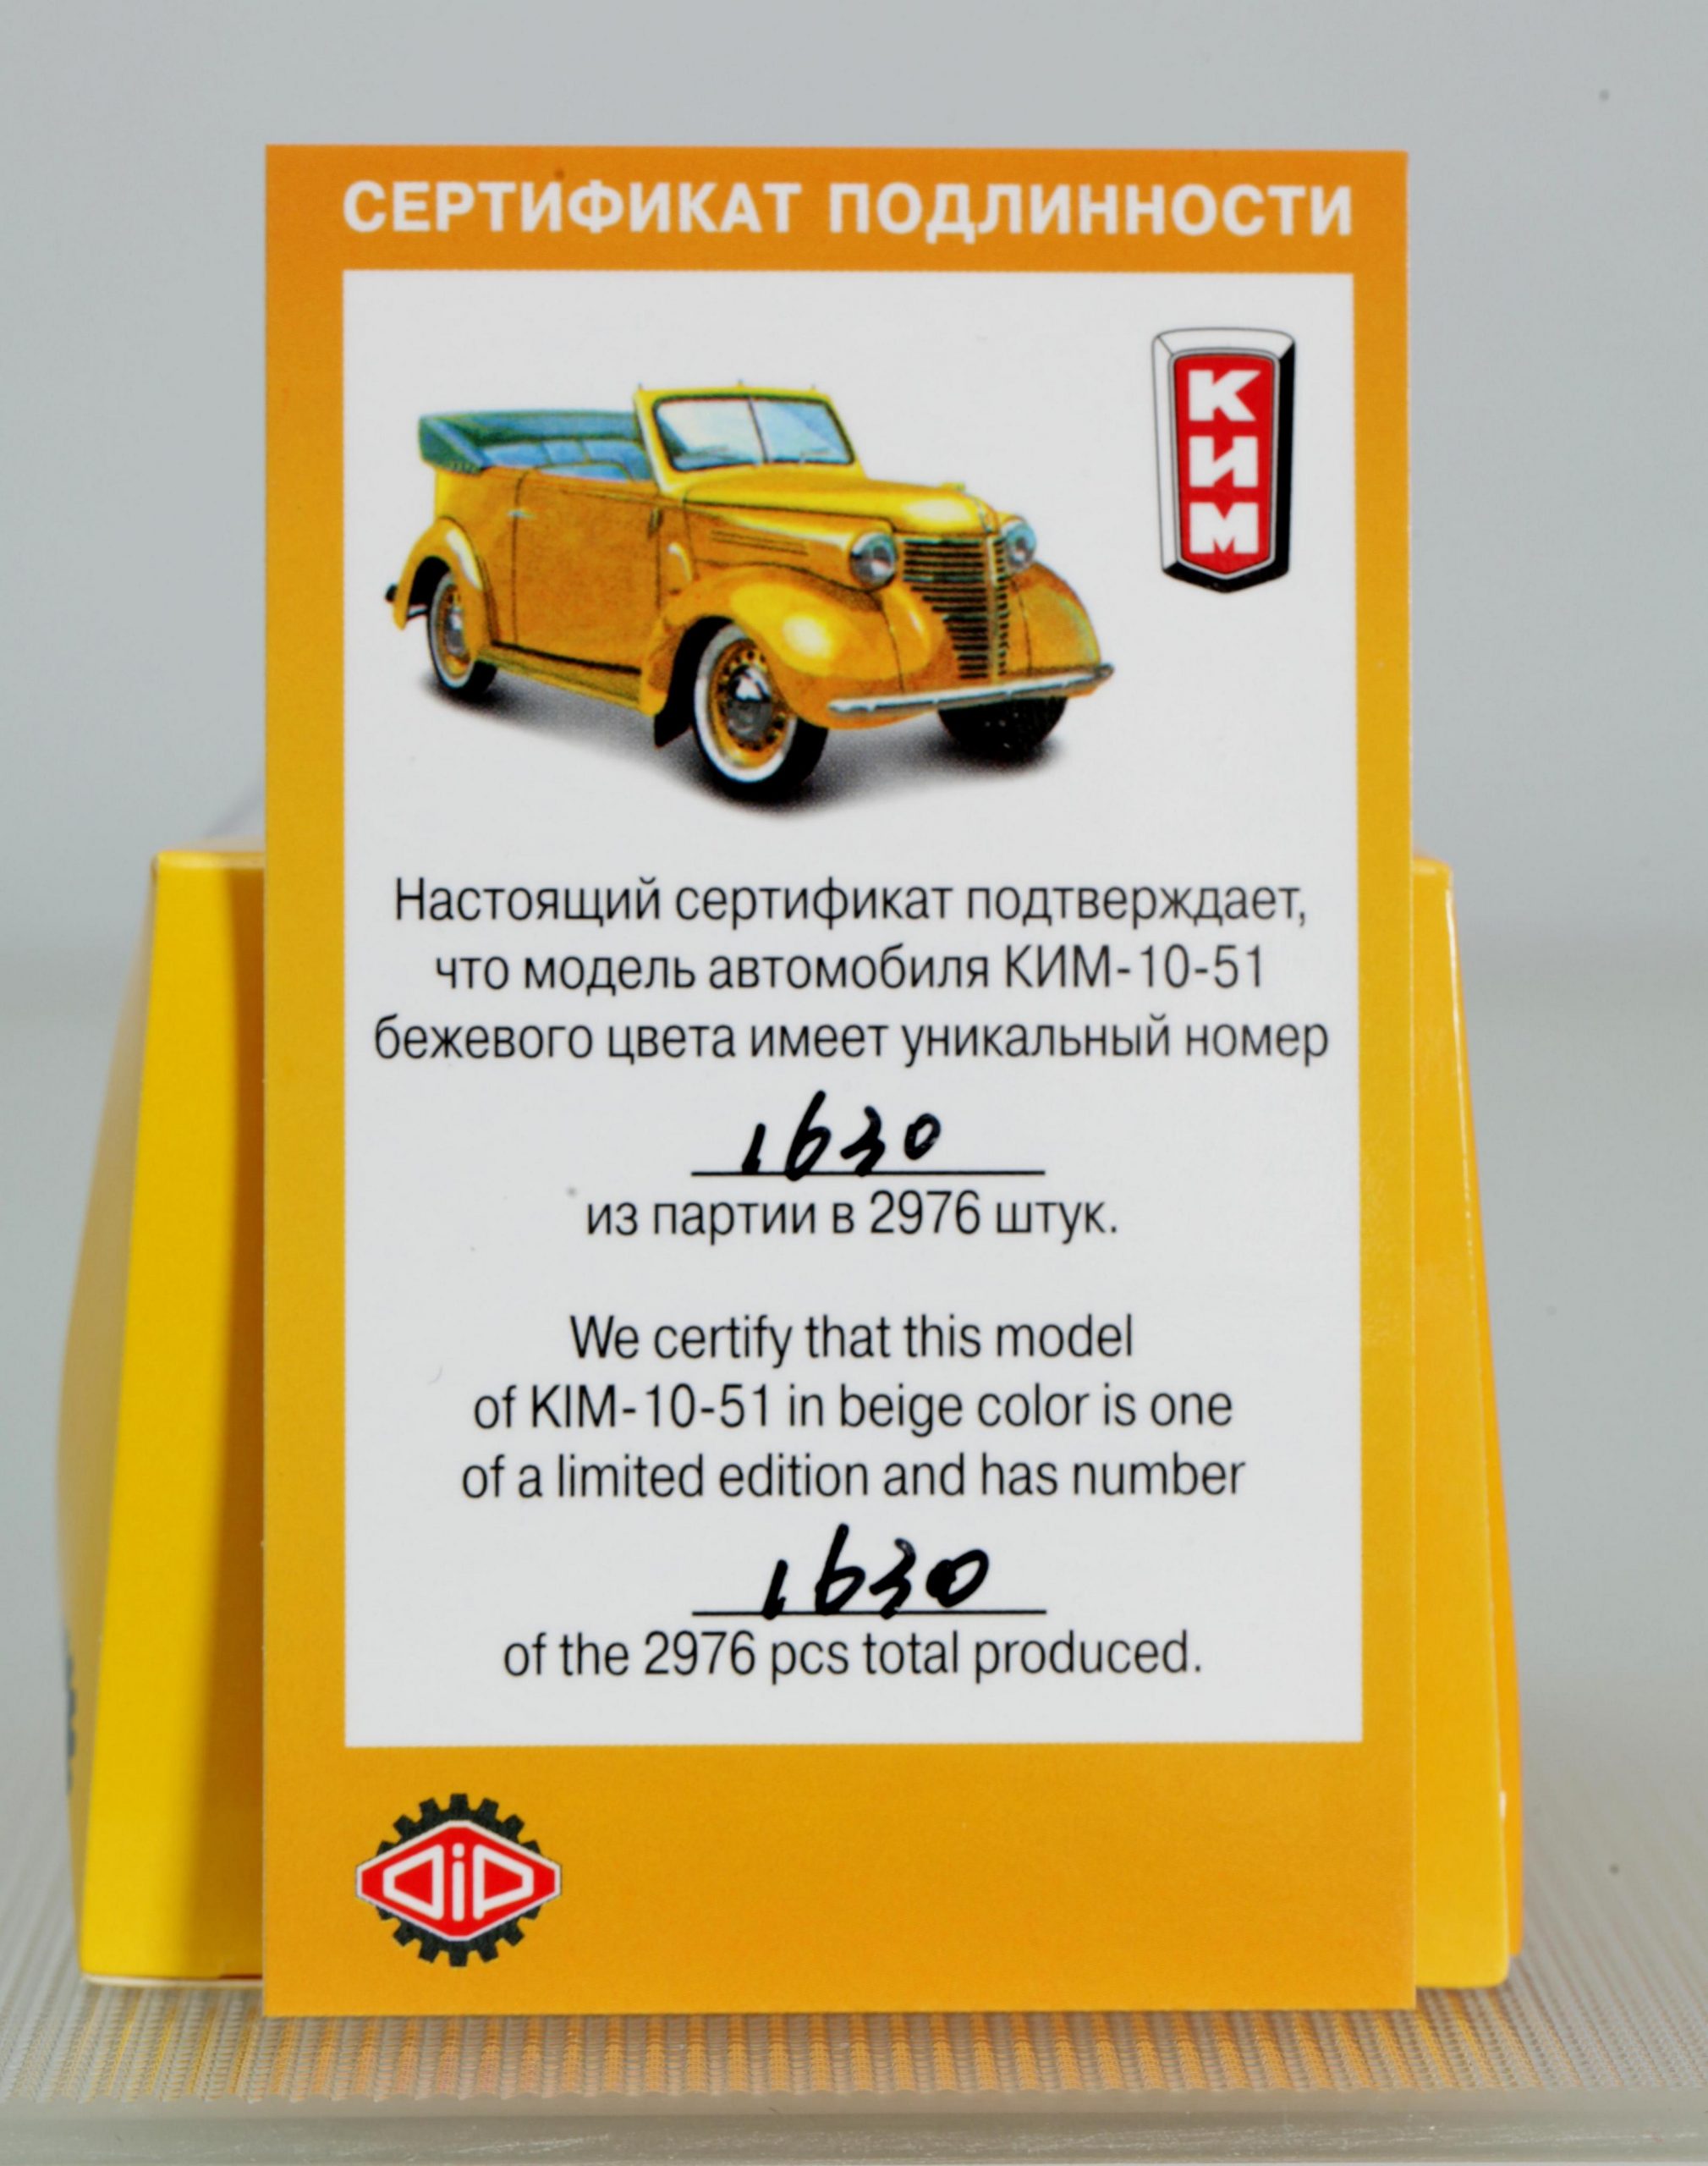 СЕРТИФИКАТ ПОДЛИННОСТИ
КИМ
Настоящий сертификат подтверждает,
что модель автомобиля КИМ-10-51
бежевого цвета имеет уникальный номер
1630
из партии в 2976 штук.
We certify that this model
of KIM-10-51 in beige color is one
of a limited edition and has number
1630
of the 2976 pcs total produced.
DiP